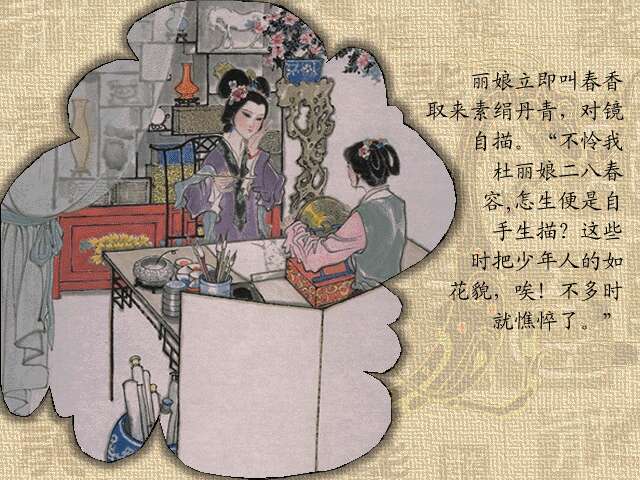 丽娘立即叫春香
取来素绢丹青，对镜
自描。“不怜我
杜丽娘二八春
容,怎生便是自
手生描？这些
时把少年人的如
花貌，唉！不多时
就憔悴了。”